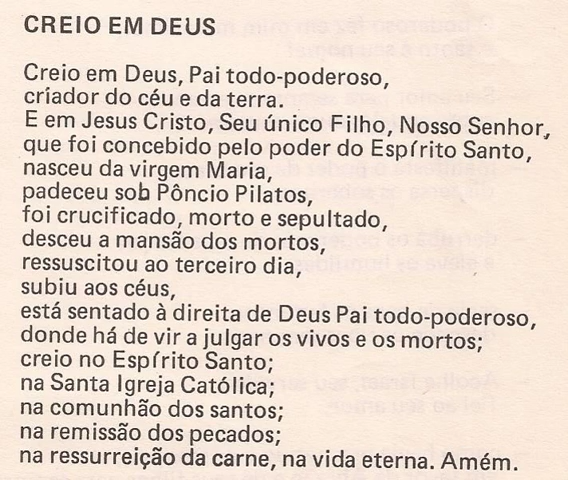 CREIO EM DEUS
Creio em Deus, Pai todo-poderoso,
criador do céu e da terra.
E em Jesus Cristo, Seu único Filho, Nosso Senhor,
que foi concebido pelo poder do Espírito Santo,
nasceu da virgem Maria,
padeceu sob Pôncio Pilatos,
foi crucificado, morto e sepultado,
desceu a mansão dos mortos,
ressuscitou ao terceiro dia,
subiu aos céus,
está sentado à direita de Deus Pai todo-poderoso,
donde há de vir a julgar os vivos e os mortos;
creio no Espírito Santo;
na Santa Igreja Católica;
na comunhão dos santos;
na remissão dos pecados;
na ressurreição da carne, na vida eterna. Amém.